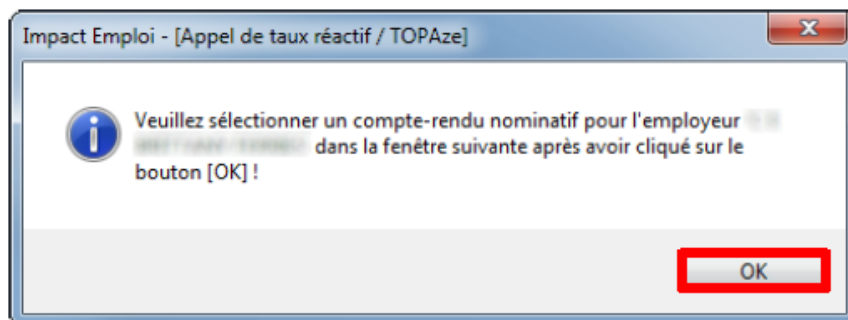 Impact Emploi - [Appel de taux réactif / TOPAze]
Veuillez sélectionner un compte-rendu nominatif pour l'employeur
dans la fenêtre suivante après avoir cliqué sur le
bouton [OK] !
OK